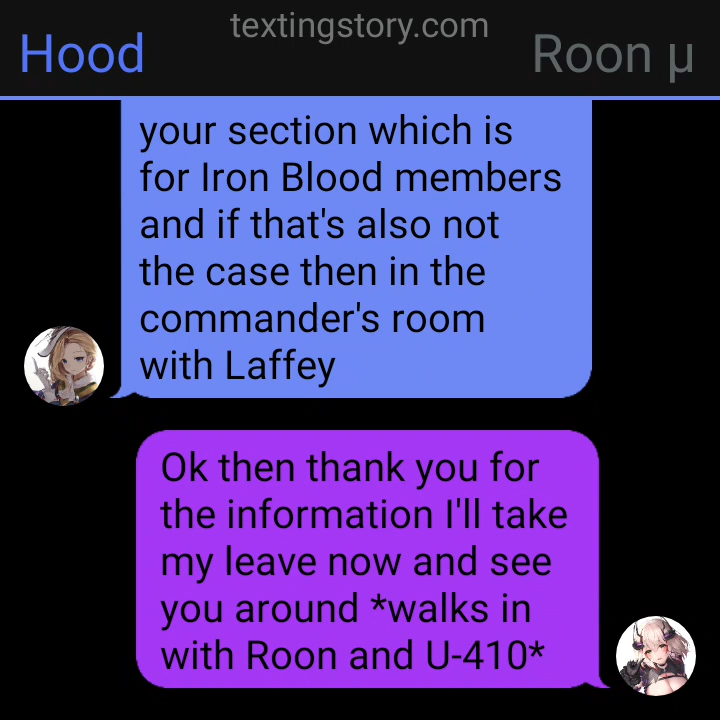 textingstory.com
Hood
Roon µ
your section which is
for Iron Blood members
and if that's also not
the case then in the
commander's room
with Laffey
Ok then thank you for
the information I'll take
my leave now and see
you around *walks in
with Roon and U-410*